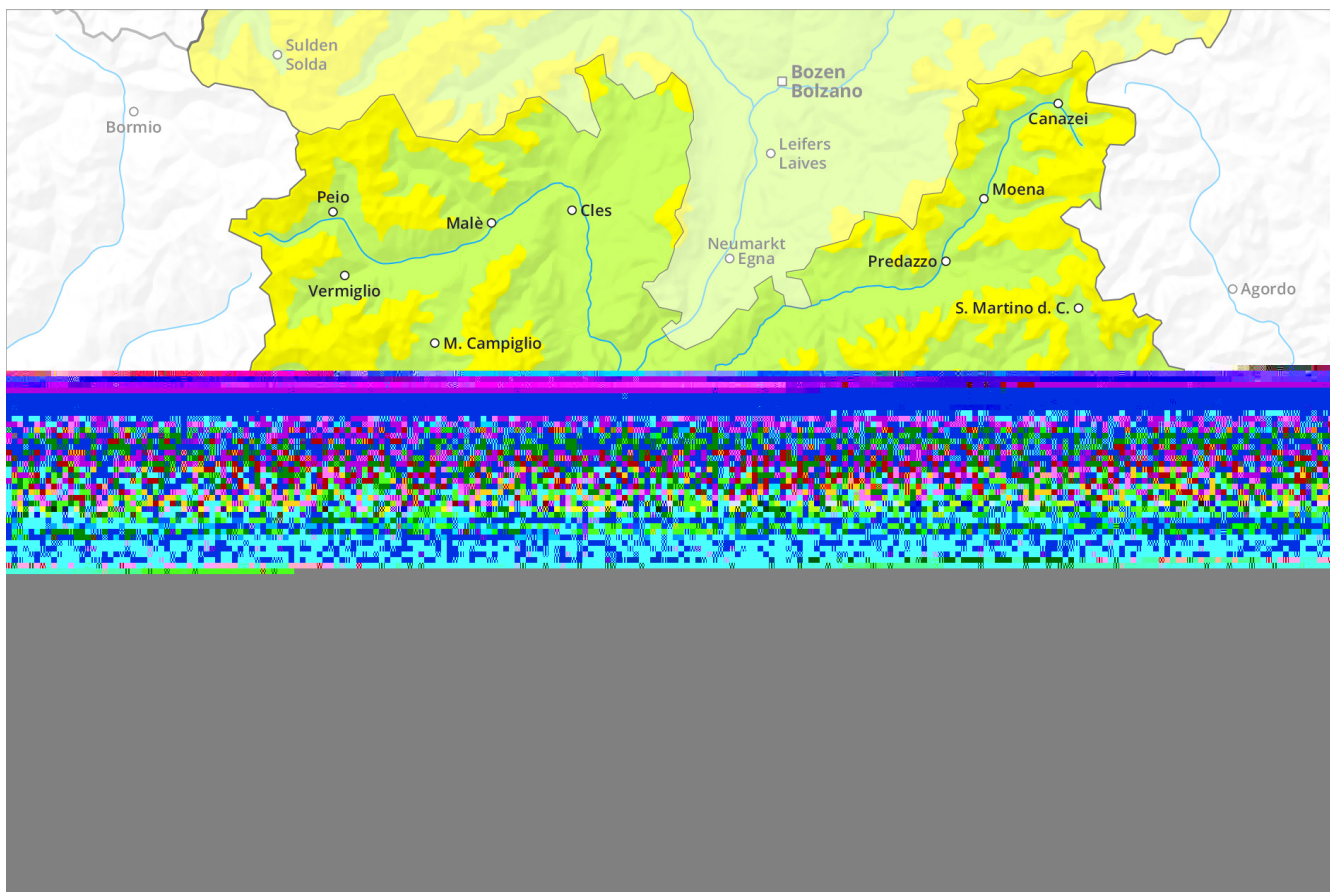 Sulden
Solda
Bozen
Bolzano
Bormio
Canazei
Leifers
Laives
Peio
Moena
Malè
Cles
Neumarkt
Egna
Predazzo
Vermiglio
Agordo
S. Martino d. C.
M. Campiglio